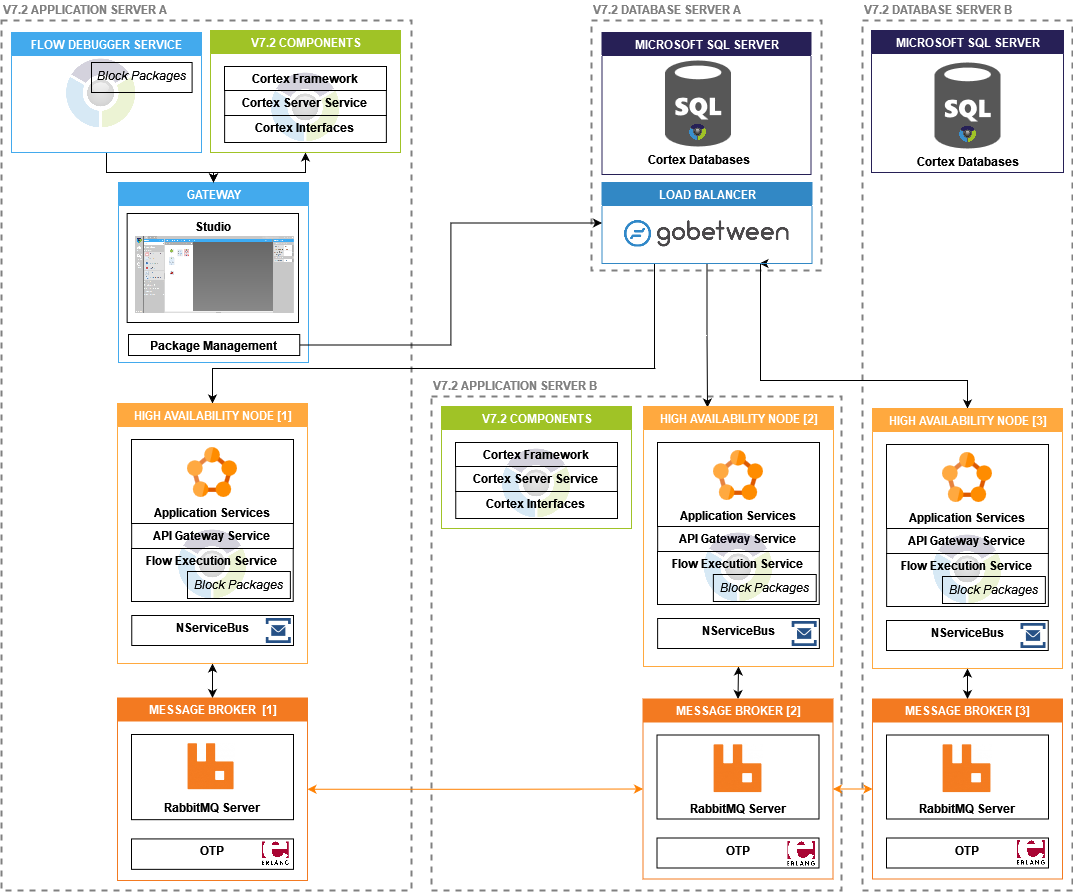 V7.2 APPLICATION SERVER A
FLOW DEBUGGER SERVICE
Block Packages
V7.2 COMPONENTS
Cortex Framework
Cortex Server Service
Cortex Interfaces
GATEWAY
Studio
Package Management
HIGH AVAILABILITY NODE [1]
Application Services
API Gateway Service
Flow Execution Service
Block Packages
NServiceBus
MESSAGE BROKER [1]
RabbitMQ Server
OTP
ERLANG
V7.2 DATABASE SERVER A
MICROSOFT SQL SERVER
SQL
Cortex Databases
LOAD BALANCER
gobetween
V7.2 APPLICATION SERVER B
V7.2 COMPONENTS
Cortex Framework
Cortex Server Service
Cortex Interfaces
HIGH AVAILABILITY NODE [2]
Application Services
API Gateway Service
Flow Execution Service
Block Packages
NServiceBus
MESSAGE BROKER [2]
RabbitMQ Server
OTP
ERLANG
V7.2 DATABASE SERVER B
MICROSOFT SQL SERVER
SQL
Cortex Databases
HIGH AVAILABILITY NODE [3]
Application Services
API Gateway Service
Flow Execution Service
Block Packages
NServiceBus
MESSAGE BROKER [3]
RabbitMQ Server
OTP
ERLANG